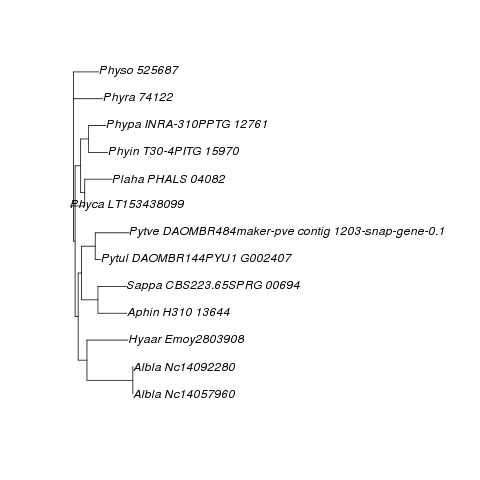 Physo 525687
Phyra 74122
Phypa INRA-310PPTG 12761
Phyin T30-4PITG 15970
Plaha PHALS 04082
Phyca LT153438099
Pytve DAOMBR484maker-pve contig 1203-snap-gene-0.1
Pytul DAOMBR144PYU1 G002407
Sappa CBS223.65SPRG 00694
Aphin H310 13644
Hyaar Emoy2803908
Albla Nc14092280
Albla Nc14057960